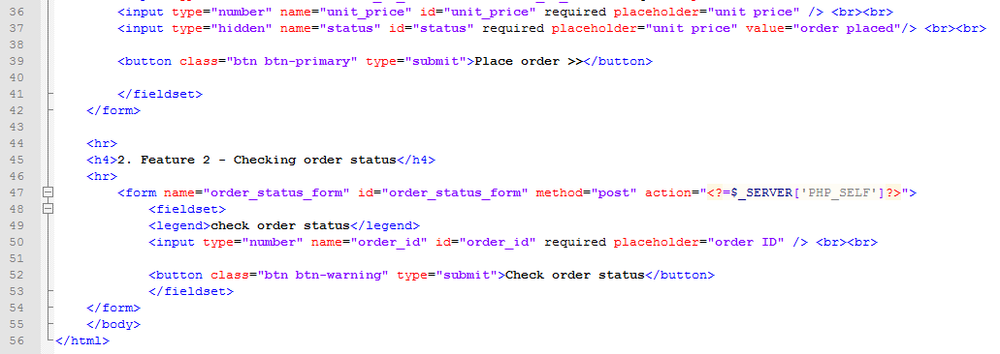 36 <input type="number" name="unit_price" id="unit_price" required placeholder="unit price" /> <br><br>
37 <input type="hidden" name="status" id="status" required placeholder="unit price" value="order placed"/> <br><br>
38
39 <button class="btn btn-primary" type="submit">Place order >></button>
40
41 </fieldset>
42 </form>
43
44 <hr>
45 <h4>2. Feature 2 - Checking order status</h4>
46 <hr>
47 <form name="order_status_form" id="order_status_form" method="post" action="<?=$_SERVER['PHP_SELF']?>">
48 <fieldset>
49 <legend>check order status</legend>
50 <input type="number" name="order_id" id="order_id" required placeholder="order ID" /> <br><br>
51
52 <button class="btn btn-warning" type="submit">Check order status</button>
53 </fieldset>
54 </form>
55 </body>
56 </html>